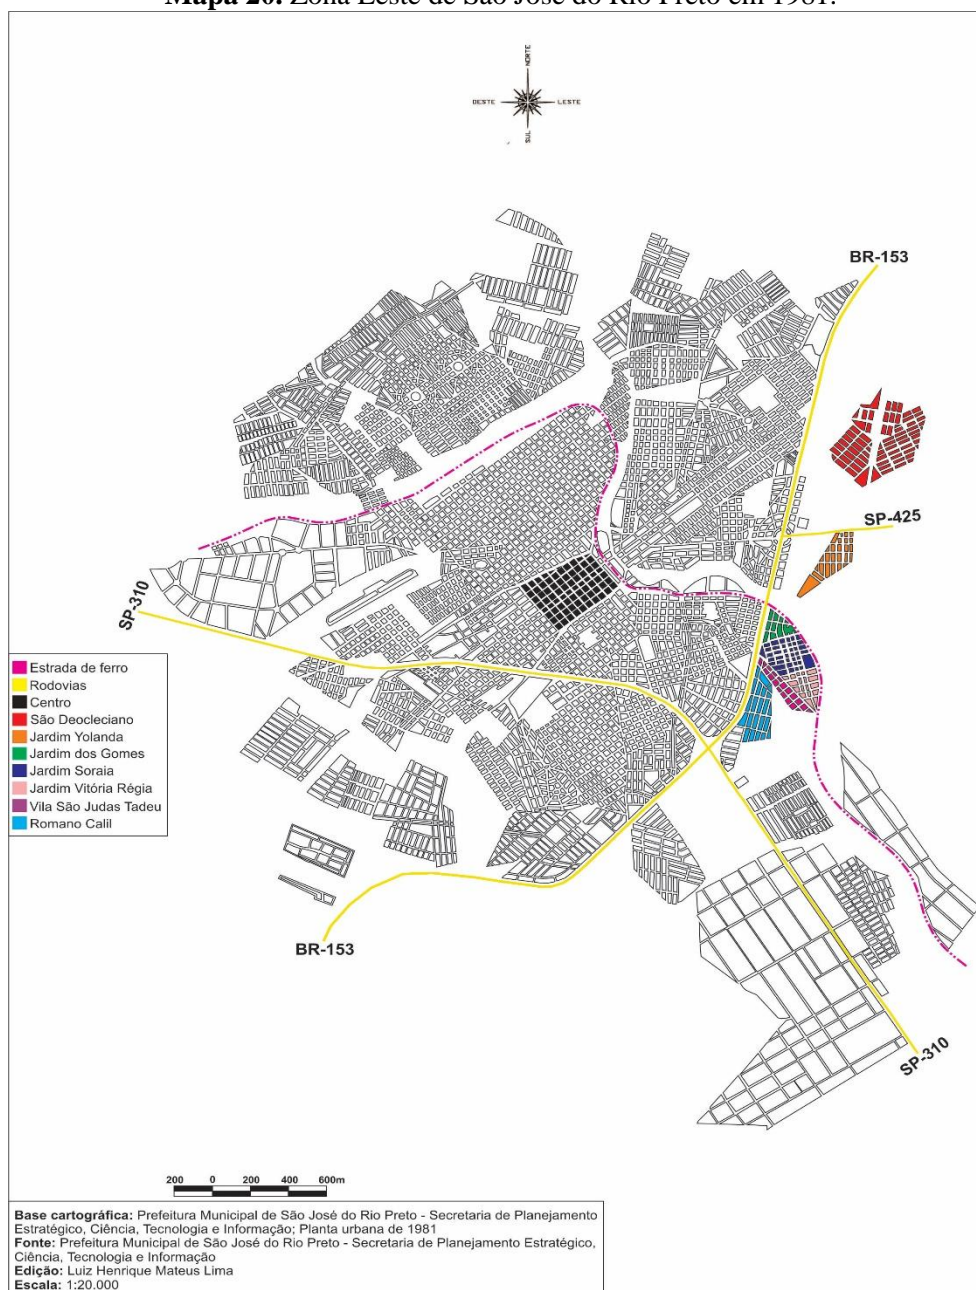 Mapa 20. Zona Leste de São José do Rio Preto em 1981.
NORTE
OESTE LESTE
SUL
BR-153
SP-425
SP-310
Estrada de ferro
Rodovias
Centro
São Deocleciano
Jardim Yolanda
Jardim dos Gomes
Jardim Soraia
Jardim Vitória Régia
Vila São Judas Tadeu
Romano Calil
BR-153
SP-310
200 0 200 400 600m
Base cartográfica: Prefeitura Municipal de São José do Rio Preto - Secretaria de Planejamento
Estratégico, Ciência, Tecnologia e Informação; Planta urbana de 1981
Fonte: Prefeitura Municipal de São José do Rio Preto - Secretaria de Planejamento Estratégico,
Ciência, Tecnologia e Informação
Edição: Luiz Henrique Mateus Lima
Escala: 1:20.000